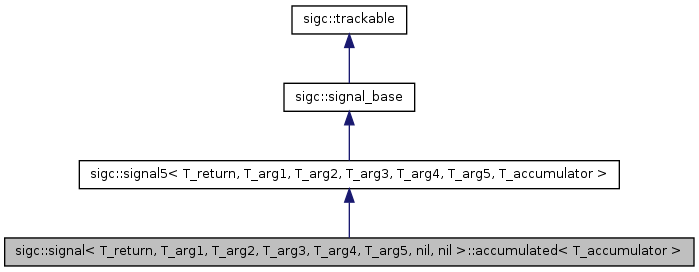 sigc::trackable
sigc::signal_base
sigc::signal5< T_return, T_arg1, T_arg2, T_arg3, T_arg4, T_arg5, T_accumulator >
sigc::signal< T_return, T_arg1, T_arg2, T_arg3, T_arg4, T_arg5, nil, nil >::accumulated< T_accumulator >